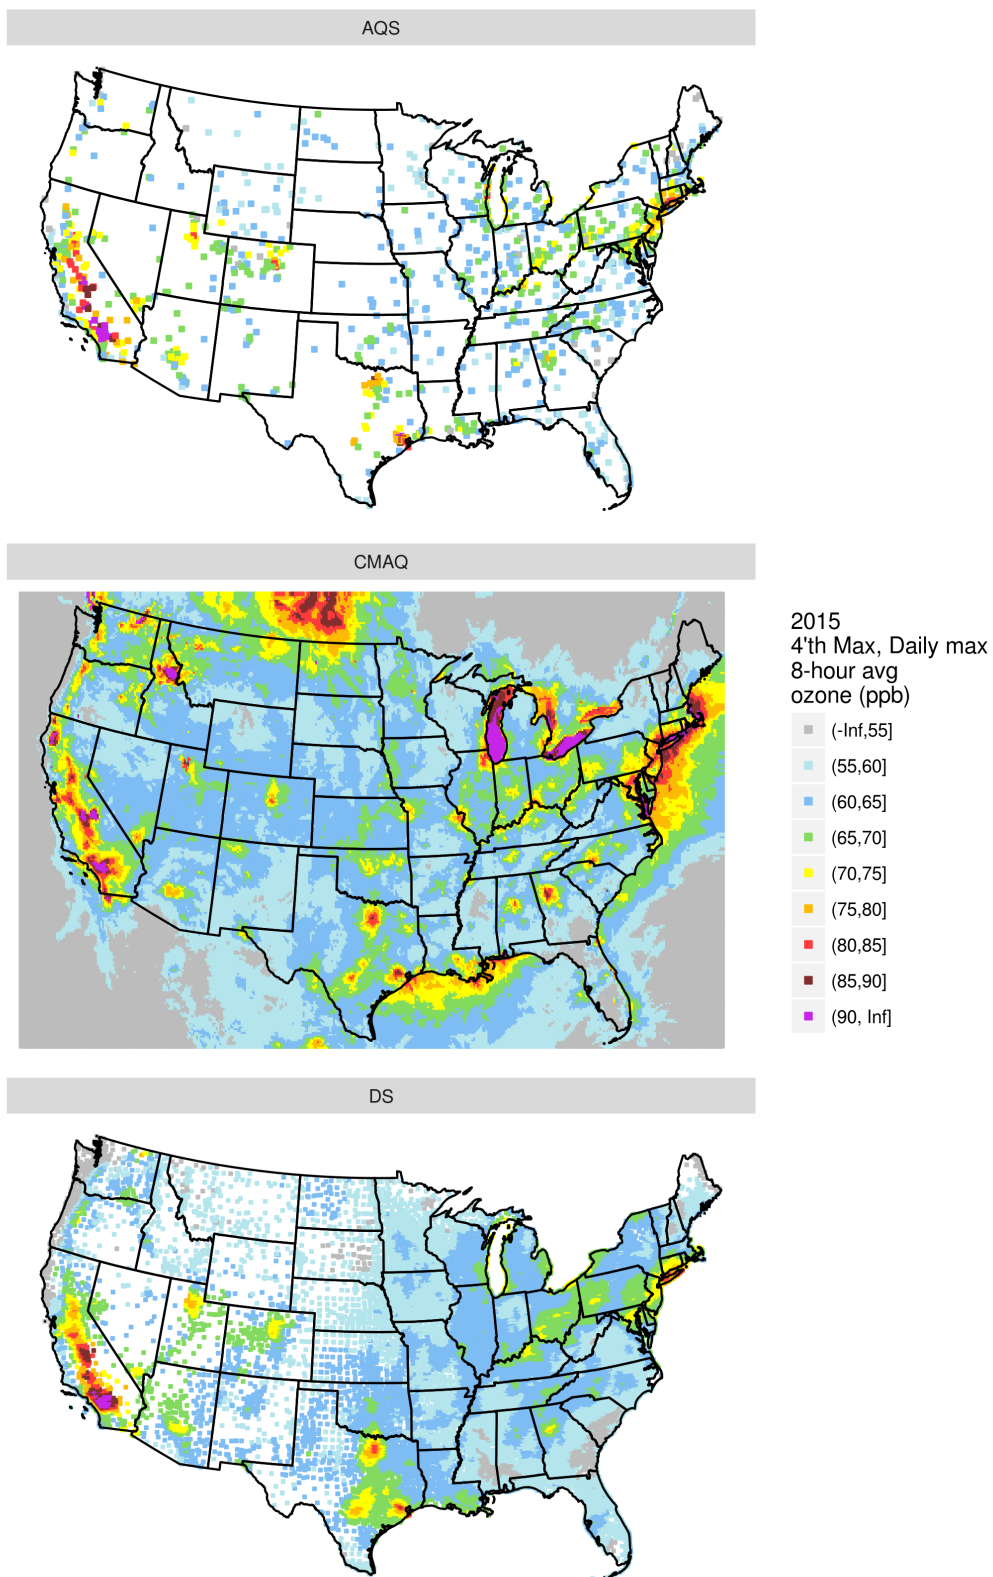 AQS
CMAQ
2015
4'th Max, Daily max
8-hour avg
ozone (ppb)
(-Inf,55]
(55,60]
(60,65]
(65,70]
(70,75]
(75,80]
(80,85]
(85,90]
(90, Inf]
DS